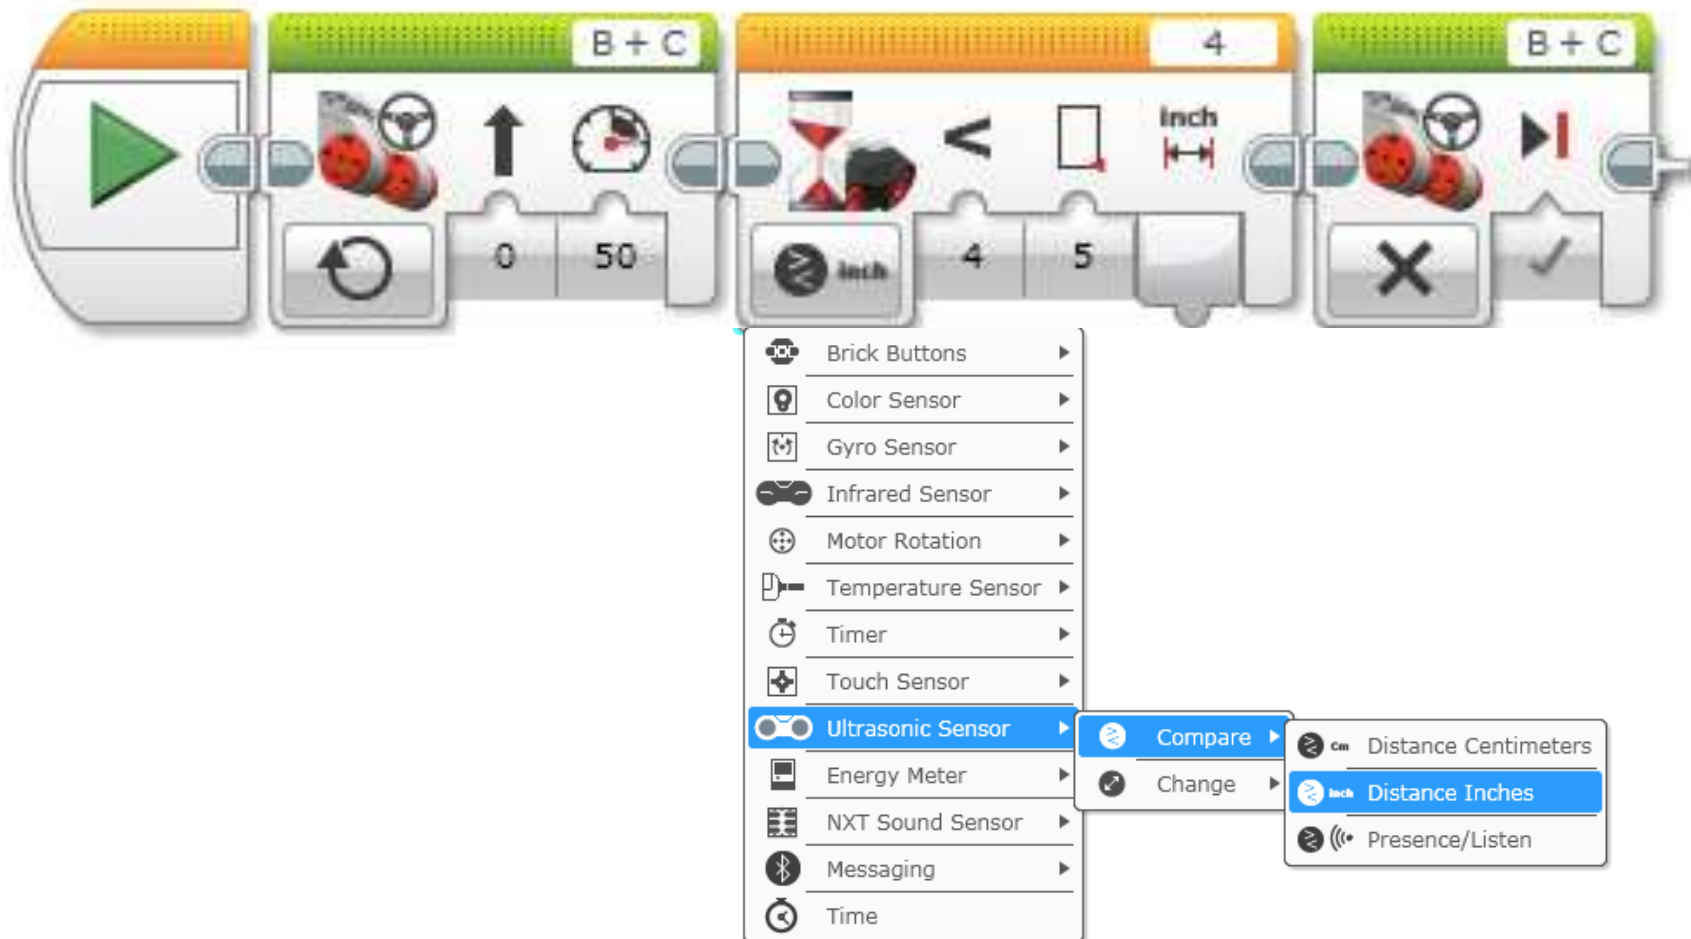 B + C
4
B + C
inch
0
50
inch
4
5
Brick Buttons
Color Sensor
Gyro Sensor
Infrared Sensor
Motor Rotation
Temperature Sensor
Timer
Touch Sensor
Ultrasonic Sensor
Compare
cm Distance Centimeters
Energy Meter
Change
inch Distance Inches
NXT Sound Sensor
Presence/Listen
Messaging
Time